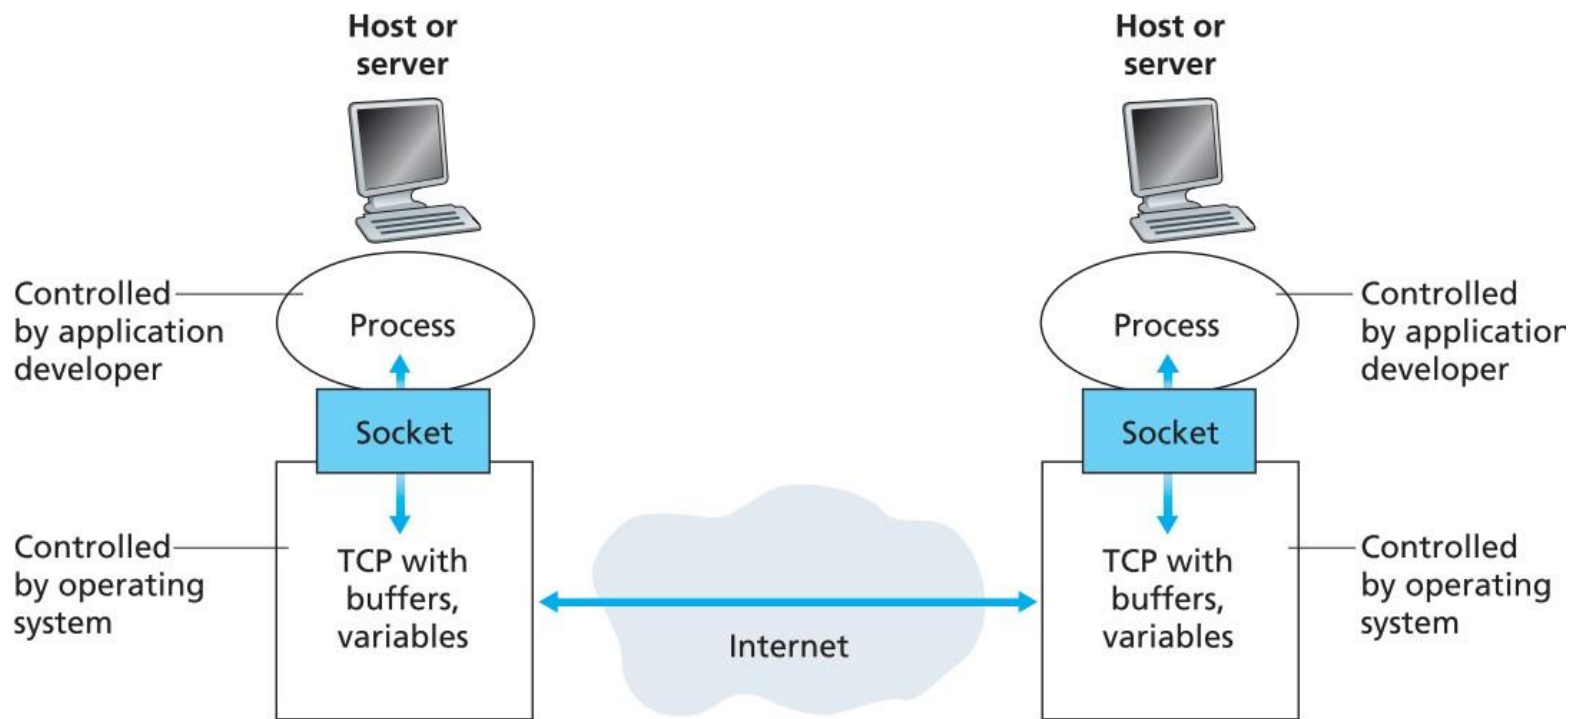 Host or
server
Host or
server
Controlled
by application
developer
Process
Process
Controlled
by application
developer
Socket
Socket
Controlled
by operating
system
TCP with
buffers,
variables
Internet
TCP with
buffers,
variables
Controlled
by operating
system